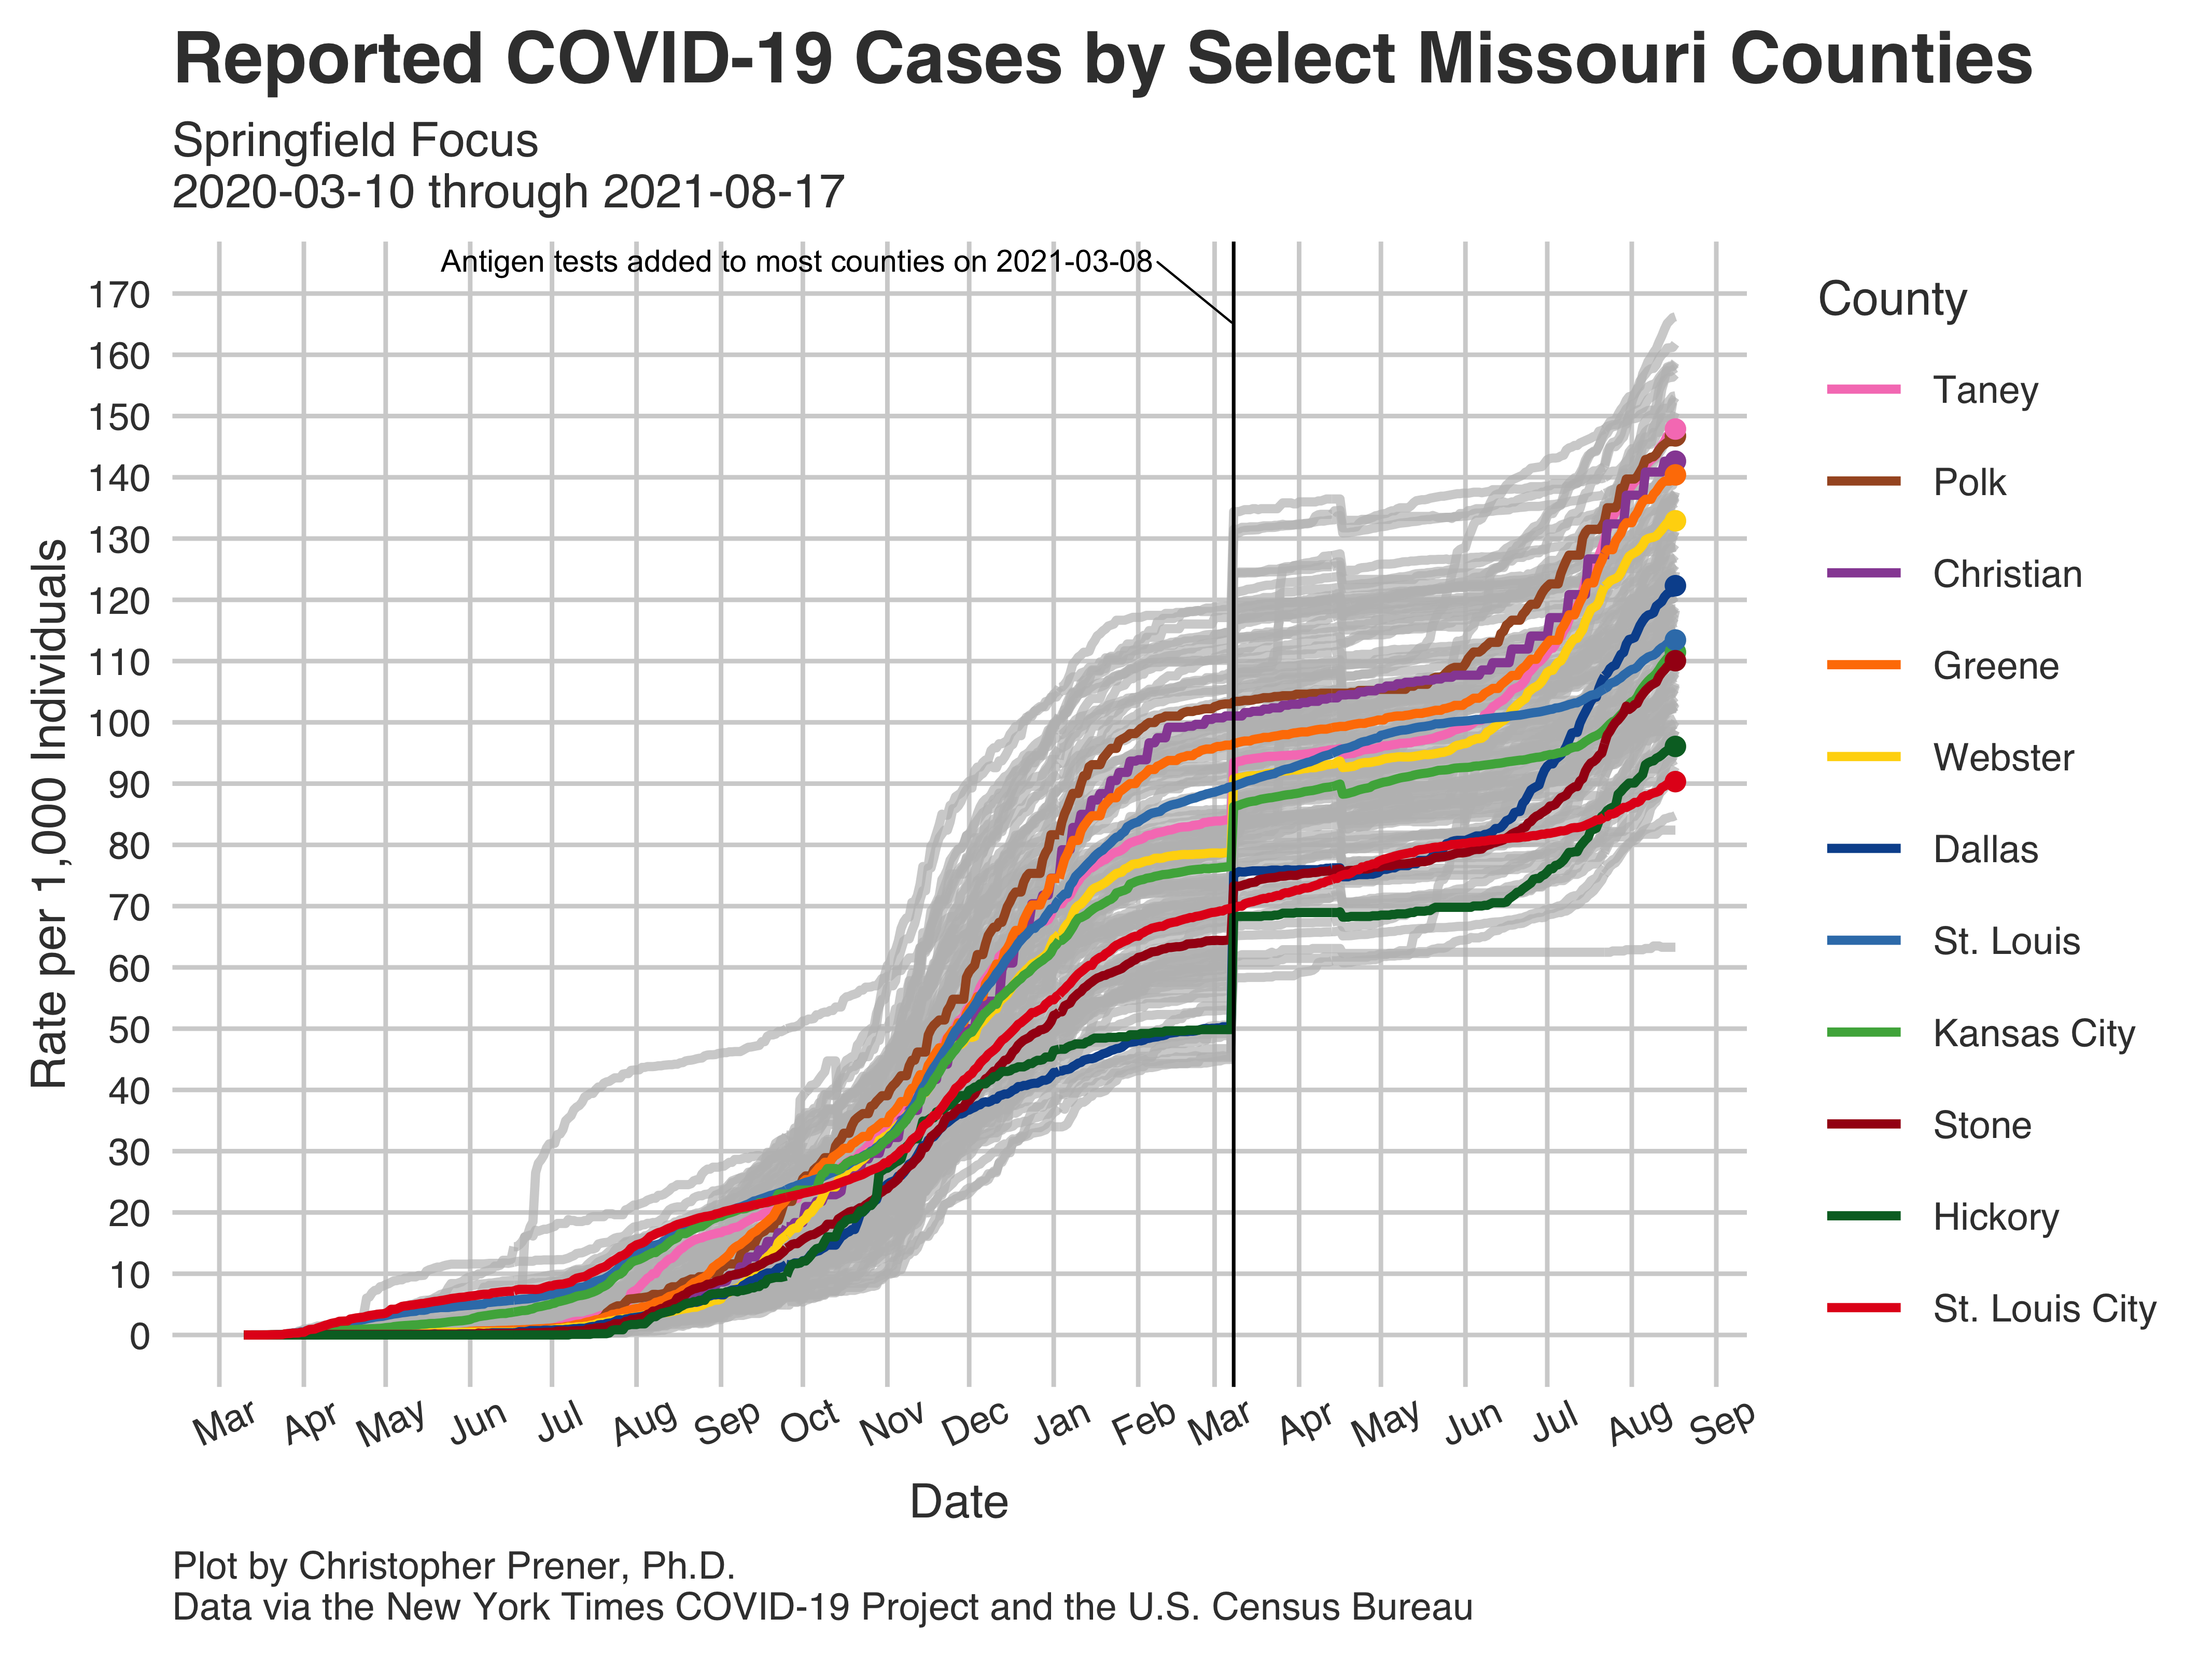 Reported COVID-19 Cases by Select Missouri Counties
Springfield Focus
2020-03-10 through 2021-08-17
Antigen tests added to most counties on 2021-03-08
Rate per 1,000 Individuals
170
160
150
140
130
120
110
100
90
80
70
60
50
40
30
20
10
0
Mar Apr May Jun Jul Aug Sep Oct Nov Dec Jan Feb Mar Apr May Jun Jul Aug Sep
Date
County
Taney
Polk
Christian
Greene
Webster
Dallas
St. Louis
Kansas City
Stone
Hickory
St. Louis City
Plot by Christopher Prener, Ph.D.
Data via the New York Times COVID-19 Project and the U.S. Census Bureau